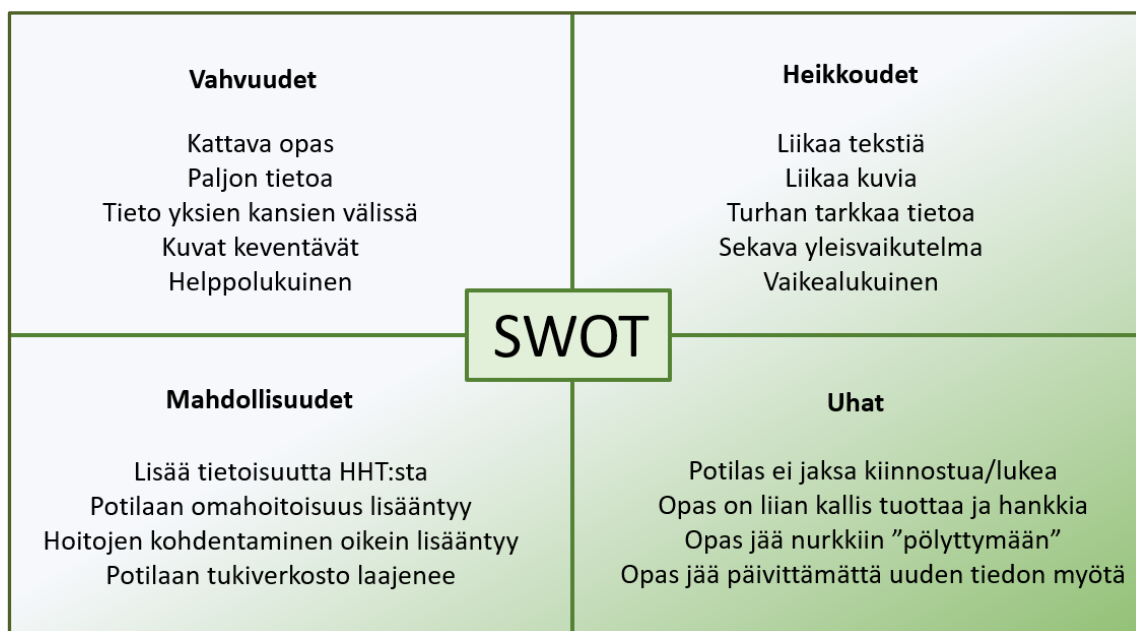 Vahvuudet
Kattava opas
Paljon tietoa
Tieto yksien kansien välissä
Kuvat keventävät
Helppolukuinen
Heikkoudet
Liikaa tekstiä
Liikaa kuvia
Turhan tarkkaa tietoa
Sekava yleisvaikutelma
Vaikealukuinen
SWOT
Mahdollisuudet
Lisää tietoisuutta HHT:sta
Potilaan omahoitoisuus lisääntyy
Hoitojen kohdentaminen oikein lisääntyy
Potilaan tukiverkosto laajenee
Uhat
Potilas ei jaksa kiinnostua/lukea
Opas on liian kallis tuottaa ja hankkia
Opas jää nurkkiin ”pölyttymään”
Opas jää päivittämättä uuden tiedon myötä